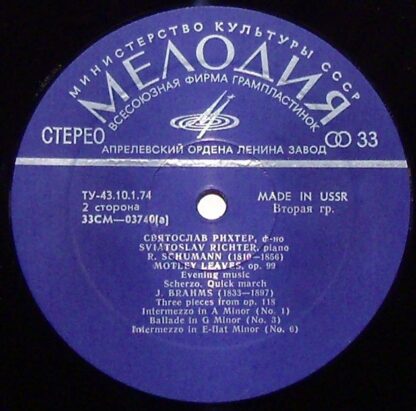 МИНИСТЕРСТВО КУЛЬТУРЫ СССР
МЕЛОДИЯ
ВСЕСОЮЗНАЯ ФИРМА ГРАМПЛАСТИНОК
СТЕРЕО
33
АПРЕЛЕВСКИЙ ОРДЕНА ЛЕНИНА ЗАВОД
ТУ-43.10.1.74
2 сторона
33СМ—03740(а)
MADE IN USSR
Вторая гр.
СВЯТОСЛАВ РИХТЕР, ф-но
SVIATOSLAV RICHTER, piano
R. SCHUMANN (1810—1856)
MOTLEY LEAVES, op. 99
Evening music
Scherzo. Quick march
J. BRAHMS (1833—1897)
Three pieces from op. 118
Intermezzo in A Minor (No. 1)
Ballade in G Minor (No. 3)
Intermezzo in E-flat Minor (No. 6)